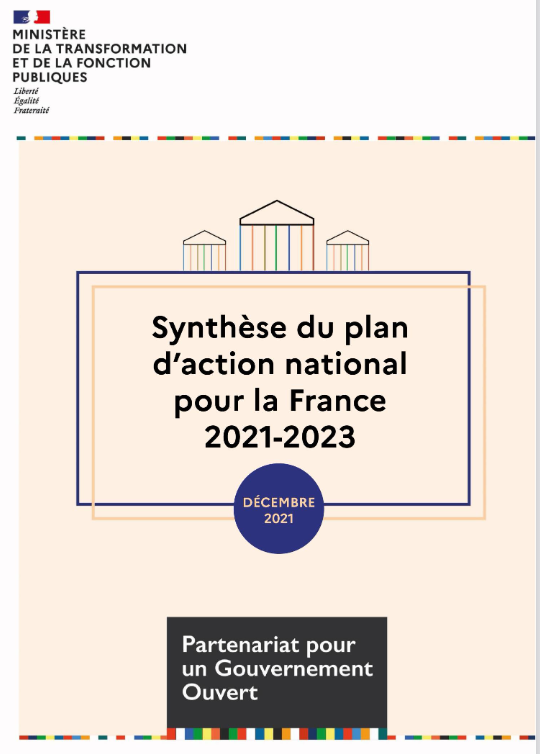 MINISTÈRE
DE LA TRANSFORMATION
ET DE LA FONCTION
PUBLIQUES
Liberté
Égalité
Fraternité
Synthèse du plan
d’action national
pour la France
2021-2023
DÉCEMBRE
2021
Partenariat pour
un Gouvernement
Ouvert